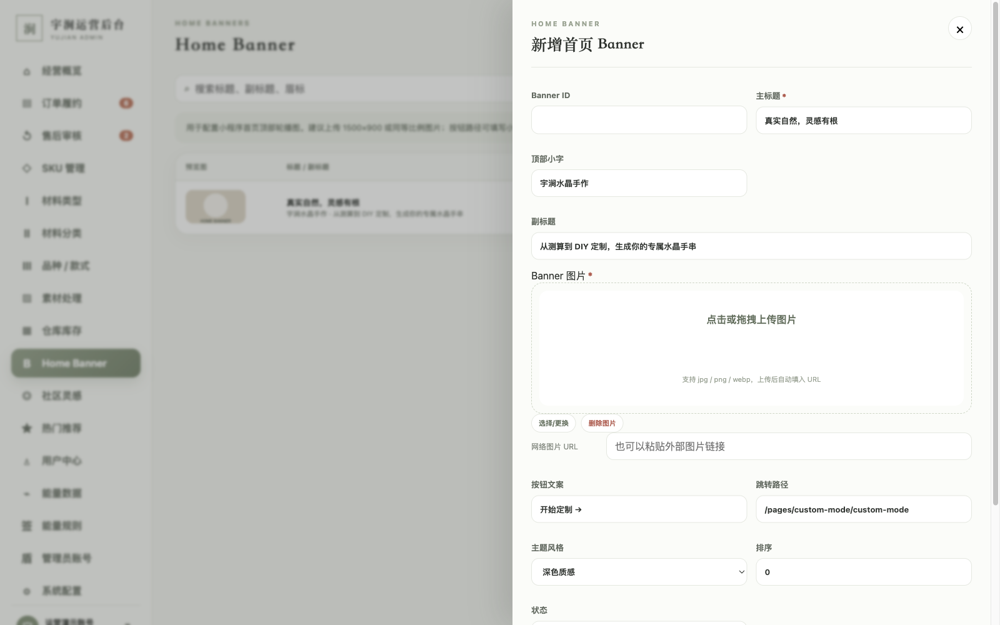 宇涧运营后台
YUJIAN ADMIN
经营概览
订单履约
售后审核
SKU 管理
材料类型
材料分类
品种 / 款式
素材处理
仓库库存
B Home Banner
社区灵感
热门推荐
用户中心
能量数据
能量规则
管理员账号
系统配置
运营演示账号
HOME BANNERS
Home Banner
搜索标题、副标题、眉标
用于配置小程序首页顶部轮播图。建议上传 1500×900 或同等比例图片；按钮路径可填写小
预览图
标题 / 副标题
真实自然，灵感有根
宇涧水晶手作 · 从测算到 DIY 定制，生成你的专属水晶手串
HOME BANNER
新增首页 Banner
×
Banner ID
主标题 *
真实自然，灵感有根
顶部小字
宇涧水晶手作
副标题
从测算到 DIY 定制，生成你的专属水晶手串
Banner 图片 *
点击或拖拽上传图片
支持 jpg / png / webp，上传后自动填入 URL
选择/更换
删除图片
网络图片 URL
也可以粘贴外部图片链接
按钮文案
跳转路径
开始定制 →
/pages/custom-mode/custom-mode
主题风格
排序
深色质感
0
状态